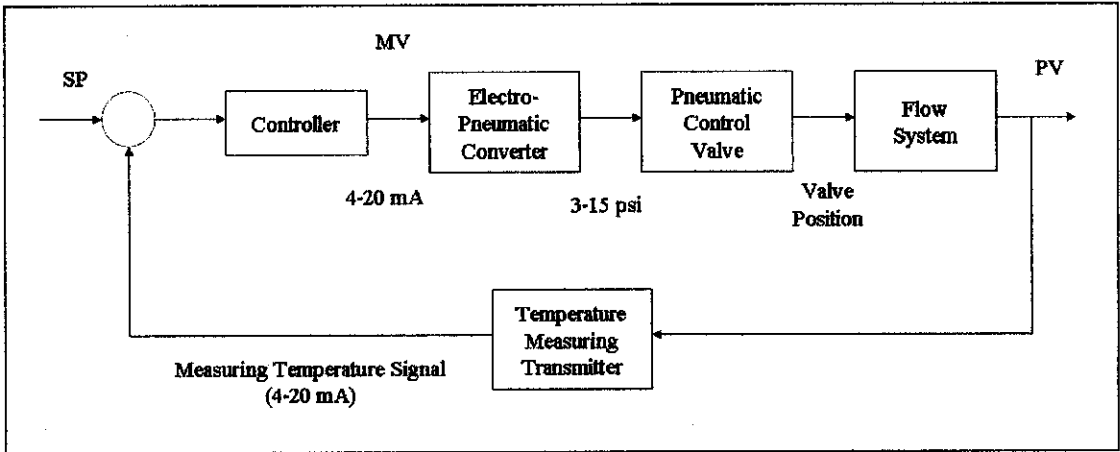 MV
SP
PV
Controller
Electro-
Pneumatic
Converter
Pneumatic
Control
Valve
Flow
System
4-20 mA
3-15 psi
Valve
Position
Temperature
Measuring
Transmitter
Measuring Temperature Signal
(4-20 mA)